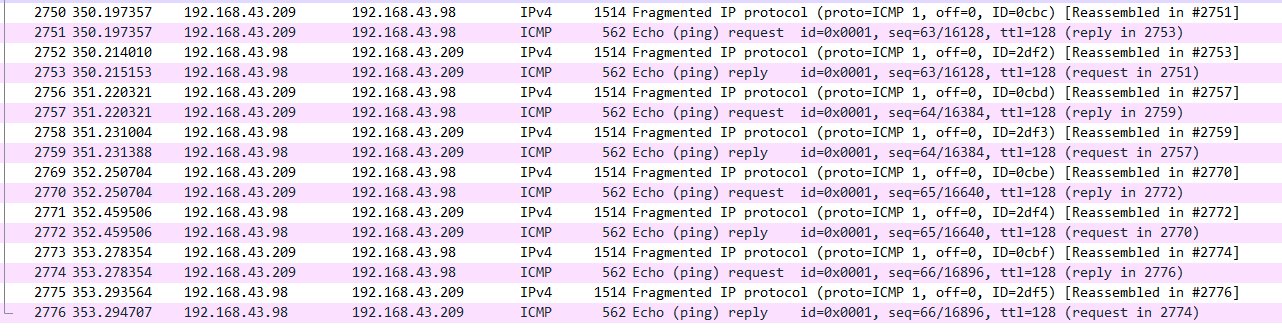 2750 350.197357 192.168.43.209 192.168.43.98 IPv4 1514 Fragmented IP protocol (proto=ICMP 1, off=0, ID=0cbc) [Reassembled in #2751]
2751 350.197357 192.168.43.209 192.168.43.98 ICMP 562 Echo (ping) request id=0x0001, seq=63/16128, ttl=128 (reply in 2753)
2752 350.214010 192.168.43.98 192.168.43.209 IPv4 1514 Fragmented IP protocol (proto=ICMP 1, off=0, ID=2df2) [Reassembled in #2753]
2753 350.215153 192.168.43.98 192.168.43.209 ICMP 562 Echo (ping) reply id=0x0001, seq=63/16128, ttl=128 (request in 2751)
2756 351.220321 192.168.43.209 192.168.43.98 IPv4 1514 Fragmented IP protocol (proto=ICMP 1, off=0, ID=0cbd) [Reassembled in #2757]
2757 351.220321 192.168.43.209 192.168.43.98 ICMP 562 Echo (ping) request id=0x0001, seq=64/16384, ttl=128 (reply in 2759)
2758 351.231004 192.168.43.98 192.168.43.209 IPv4 1514 Fragmented IP protocol (proto=ICMP 1, off=0, ID=2df3) [Reassembled in #2759]
2759 351.231388 192.168.43.98 192.168.43.209 ICMP 562 Echo (ping) reply id=0x0001, seq=64/16384, ttl=128 (request in 2757)
2769 352.250704 192.168.43.209 192.168.43.98 IPv4 1514 Fragmented IP protocol (proto=ICMP 1, off=0, ID=0cbe) [Reassembled in #2770]
2770 352.250704 192.168.43.209 192.168.43.98 ICMP 562 Echo (ping) request id=0x0001, seq=65/16640, ttl=128 (reply in 2772)
2771 352.459506 192.168.43.98 192.168.43.209 IPv4 1514 Fragmented IP protocol (proto=ICMP 1, off=0, ID=2df4) [Reassembled in #2772]
2772 352.459506 192.168.43.98 192.168.43.209 ICMP 562 Echo (ping) reply id=0x0001, seq=65/16640, ttl=128 (request in 2770)
2773 353.278354 192.168.43.209 192.168.43.98 IPv4 1514 Fragmented IP protocol (proto=ICMP 1, off=0, ID=0cbf) [Reassembled in #2774]
2774 353.278354 192.168.43.209 192.168.43.98 ICMP 562 Echo (ping) request id=0x0001, seq=66/16896, ttl=128 (reply in 2776)
2775 353.293564 192.168.43.98 192.168.43.209 IPv4 1514 Fragmented IP protocol (proto=ICMP 1, off=0, ID=2df5) [Reassembled in #2776]
2776 353.294707 192.168.43.98 192.168.43.209 ICMP 562 Echo (ping) reply id=0x0001, seq=66/16896, ttl=128 (request in 2774)